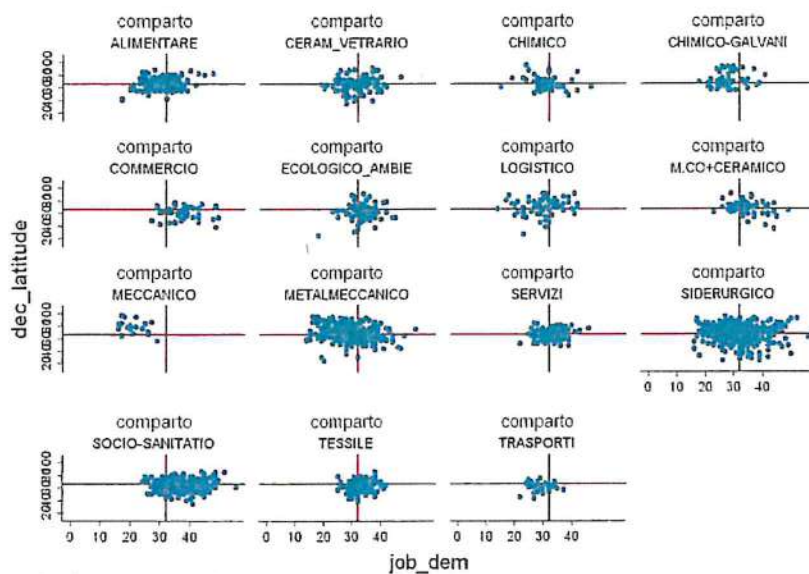 comparto comparto comparto comparto
ALIMENTARE CERAM_VETRARIO CHIMICO CHIMICO-GALVANI
comparto comparto comparto comparto
COMMERCIO ECOLOGICO_AMBIE LOGISTICO M.CO+CERAMICO
comparto comparto comparto comparto
MECCANICO METALMECCANICO SERVIZI SIDERURGICO
0 10 20 30 40
comparto comparto comparto
SOCIO-SANITATIO TESSILE TRASPORTI
0 10 20 30 40 0 10 20 30 40 0 10 20 30 40
dec_latitude
job_dem